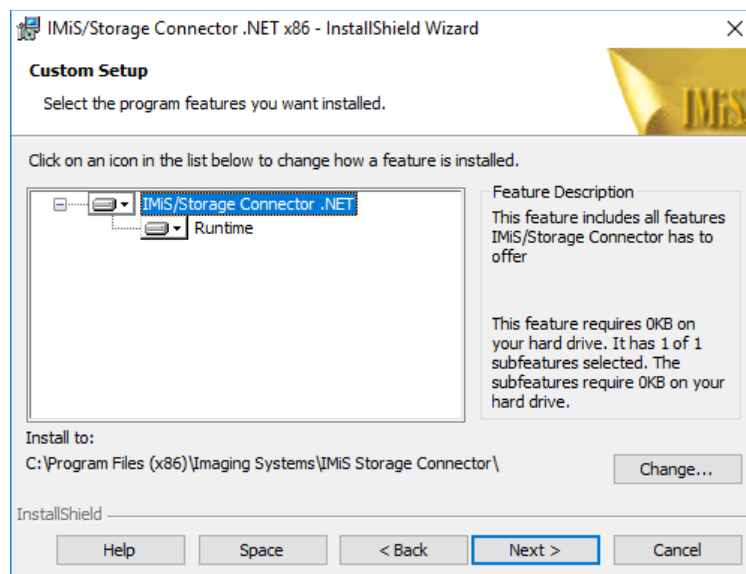 IMiS/Storage Connector .NET x86 - InstallShield Wizard
Custom Setup
Select the program features you want installed.
IMiS
Click on an icon in the list below to change how a feature is installed.
IMiS/Storage Connector .NET
Runtime
Feature Description
This feature includes all features
IMiS/Storage Connector has to
offer
This feature requires 0KB on
your hard drive. It has 1 of 1
subfeatures selected. The
subfeatures require 0KB on your
hard drive.
Install to:
C:\Program Files (x86)\Imaging Systems\IMiS Storage Connector\
Change...
InstallShield
Help
Space
< Back
Next >
Cancel